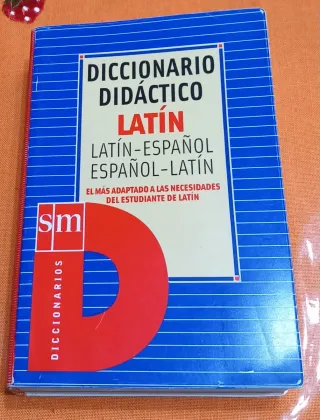 DICCIONARIO
DIDÁCTICO
LATÍN
LATÍN-ESPAÑOL
ESPAÑOL-LATÍN
EL MÁS ADAPTADO A LAS NECESIDADES
DEL ESTUDIANTE DE LATÍN
sm
DICCIONARIOS